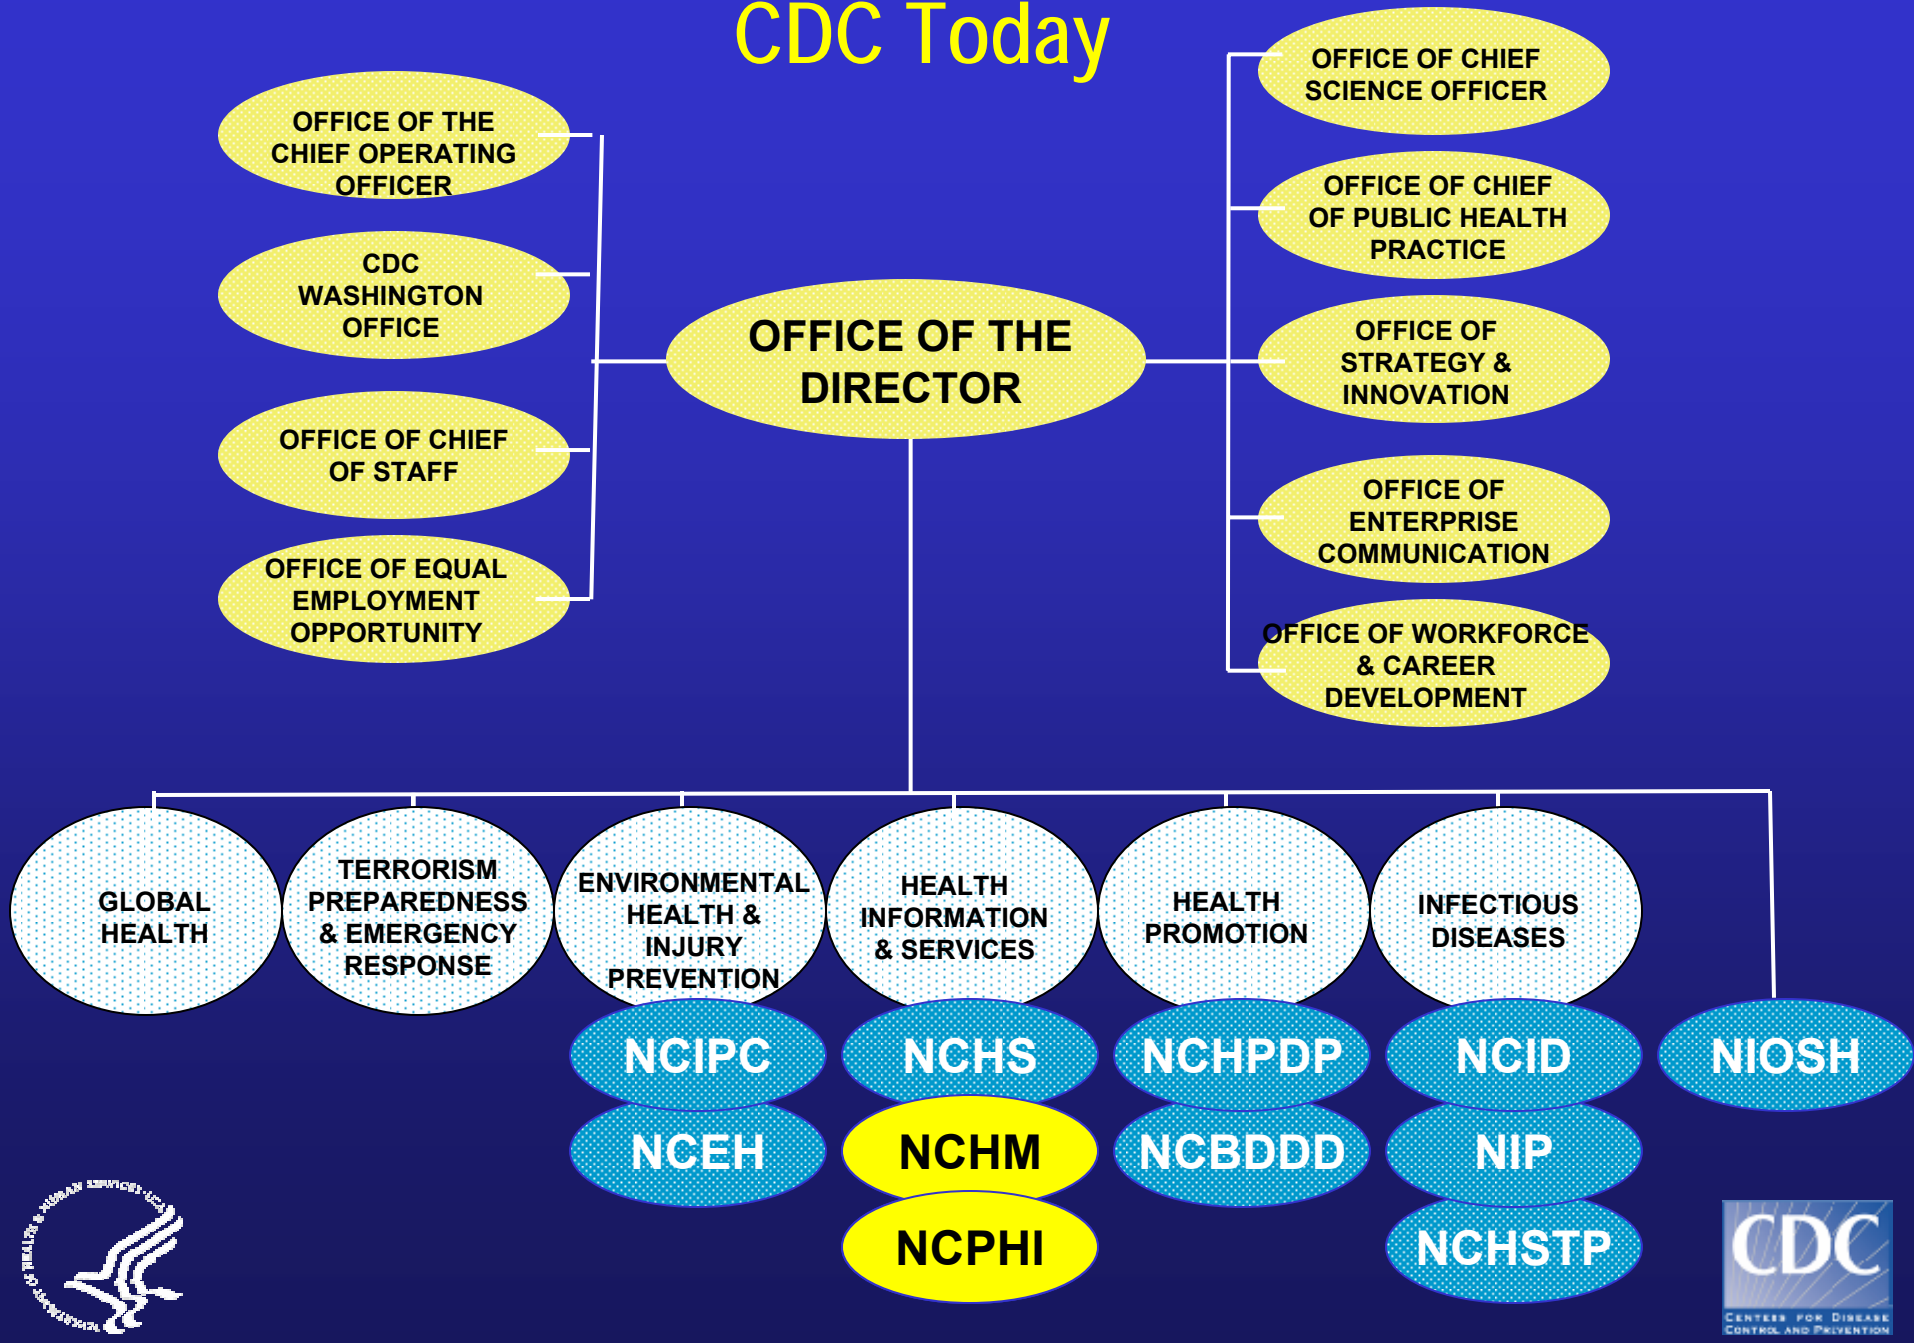 CDC Today
OFFICE OF THE
CHIEF OPERATING
OFFICER
CDC
WASHINGTON
OFFICE
OFFICE OF CHIEF
OF STAFF
OFFICE OF EQUAL
EMPLOYMENT
OPPORTUNITY
OFFICE OF THE
DIRECTOR
OFFICE OF CHIEF
SCIENCE OFFICER
OFFICE OF CHIEF
OF PUBLIC HEALTH
PRACTICE
OFFICE OF
STRATEGY &
INNOVATION
OFFICE OF
ENTERPRISE
COMMUNICATION
OFFICE OF WORKFORCE
& CAREER
DEVELOPMENT
GLOBAL
HEALTH
TERRORISM
PREPAREDNESS
& EMERGENCY
RESPONSE
ENVIRONMENTAL
HEALTH &
INJURY
PREVENTION
HEALTH
INFORMATION
& SERVICES
HEALTH
PROMOTION
INFECTIOUS
DISEASES
NCIPC
NCEH
NCHS
NCHM
NCPHI
NCHPDP
NCBDDD
NCID
NIP
NCHSTP
NIOSH
CDC
CENTERS FOR DISEASE
CONTROL AND PREVENTION